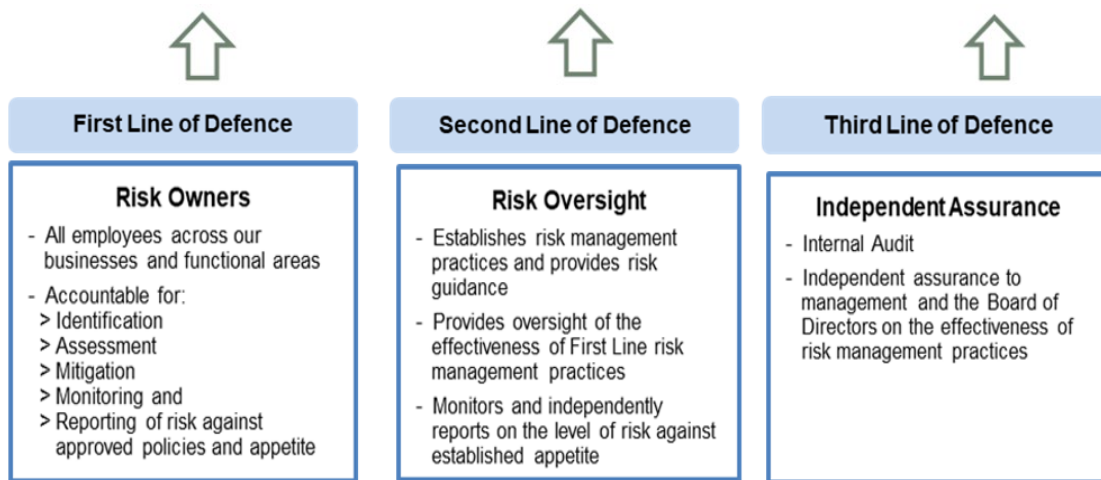 First Line of Defence
Risk Owners
- All employees across our
businesses and functional areas
- Accountable for:
> Identification
> Assessment
> Mitigation
> Monitoring and
> Reporting of risk against
approved policies and appetite
Second Line of Defence
Risk Oversight
- Establishes risk management
practices and provides risk
guidance
- Provides oversight of the
effectiveness of First Line risk
management practices
- Monitors and independently
reports on the level of risk against
established appetite
Third Line of Defence
Independent Assurance
- Internal Audit
- Independent assurance to
management and the Board of
Directors on the effectiveness of
risk management practices